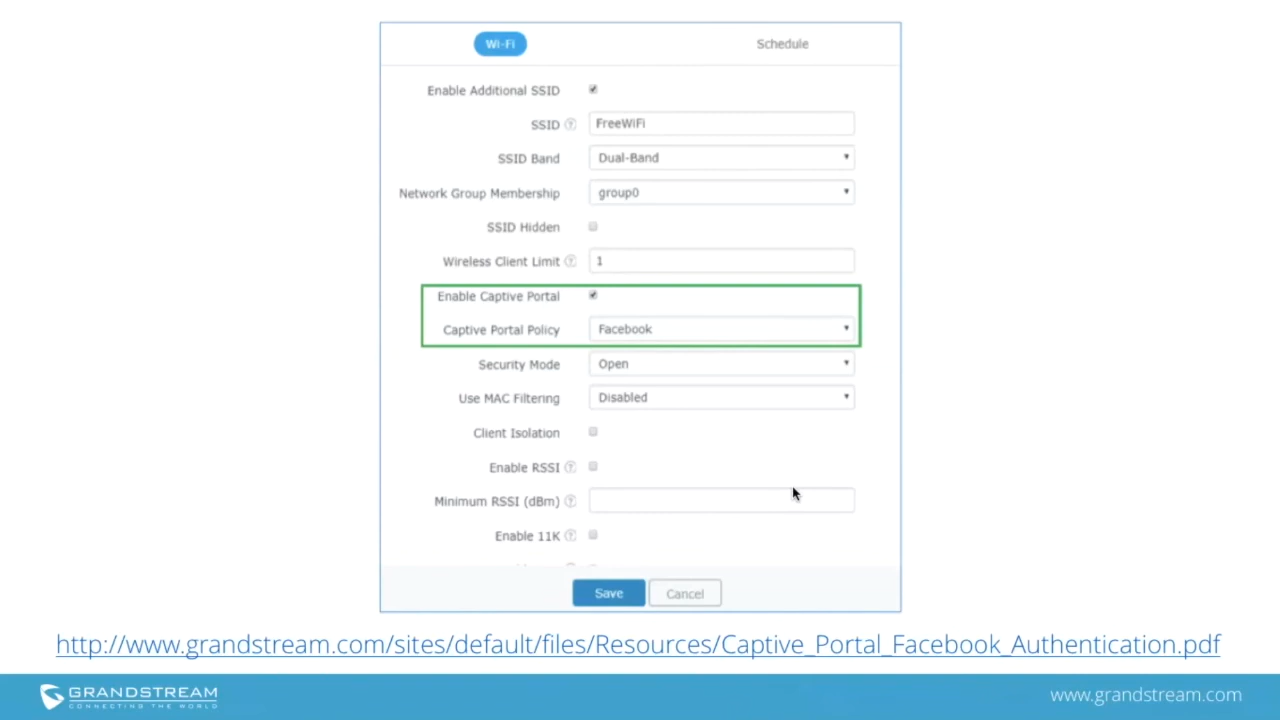 Wi-Fi Schedule
Enable Additional SSID
SSID ? FreeWiFi
SSID Band Dual-Band
Network Group Membership group0
SSID Hidden
Wireless Client Limit ? 1
Enable Captive Portal
Captive Portal Policy Facebook
Security Mode Open
Use MAC Filtering Disabled
Client Isolation
Enable RSSI ?
Minimum RSSI (dBm) ?
Enable 11K ?
Save Cancel
http://www.grandstream.com/sites/default/files/Resources/Captive_Portal_Facebook_Authentication.pdf
GRANDSTREAM www.grandstream.com
CONNECTING THE WORLD